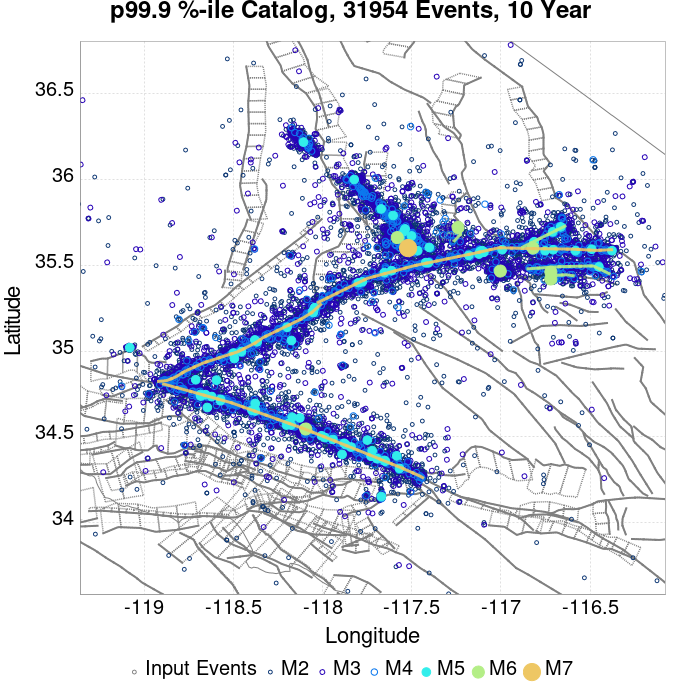 p99.9 %-ile Catalog, 31954 Events, 10 Year
36.5
36
35.5
35
34.5
34
Latitude
-119 -118.5 -118 -117.5 -117 -116.5
Longitude
Input Events M2 M3 M4 M5 M6 M7